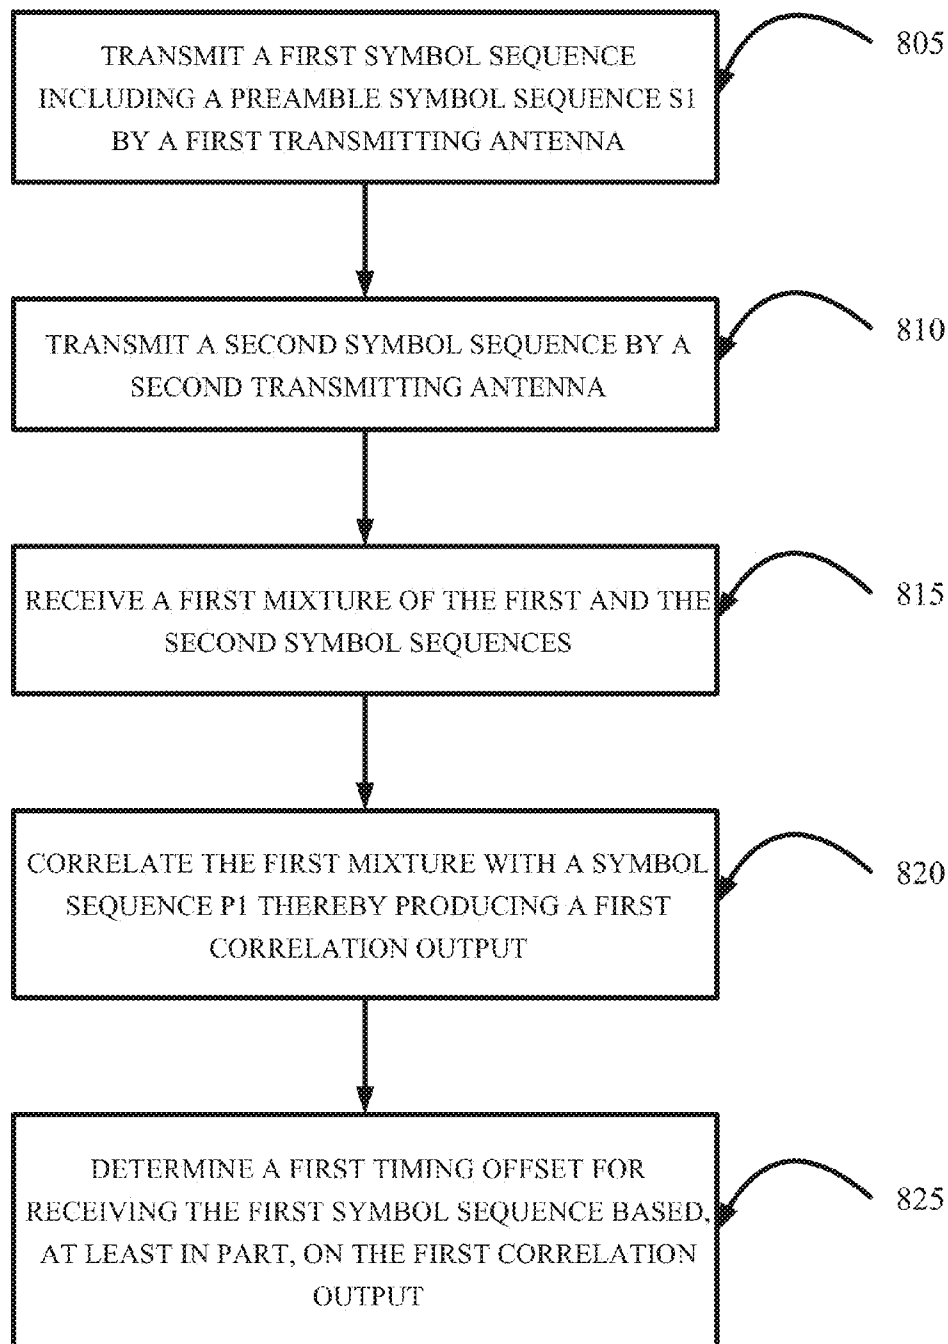 TRANSMIT A FIRST SYMBOL SEQUENCE
INCLUDING A PREAMBLE SYMBOL SEQUENCE S1
BY A FIRST TRANSMITTING ANTENNA
805
TRANSMIT A SECOND SYMBOL SEQUENCE BY A
SECOND TRANSMITTING ANTENNA
810
RECEIVE A FIRST MIXTURE OF THE FIRST AND THE
SECOND SYMBOL SEQUENCES
815
CORRELATE THE FIRST MIXTURE WITH A SYMBOL
SEQUENCE P1 THEREBY PRODUCING A FIRST
CORRELATION OUTPUT
820
DETERMINE A FIRST TIMING OFFSET FOR
RECEIVING THE FIRST SYMBOL SEQUENCE BASED,
AT LEAST IN PART, ON THE FIRST CORRELATION
OUTPUT
825